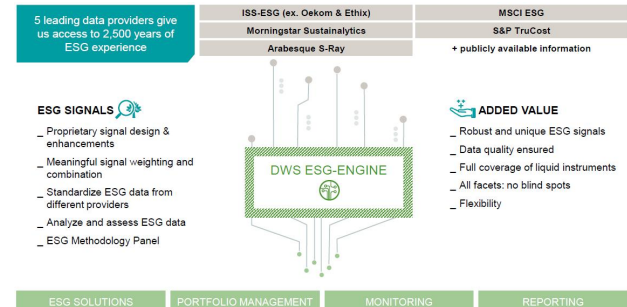 5 leading data providers give
us access to 2,500 years of
ESG experience
ISS-ESG (ex. Oekom & Ethix)
MSCI ESG
Morningstar Sustainalytics
S&P TruCost
Arabesque S-Ray
+ publicly available information
ESG SIGNALS
_ Proprietary signal design &
enhancements
_ Meaningful signal weighting and
combination
_ Standardize ESG data from
different providers
_ Analyze and assess ESG data
_ ESG Methodology Panel
DWS ESG-ENGINE
ADDED VALUE
_ Robust and unique ESG signals
_ Data quality ensured
_ Full coverage of liquid instruments
_ All facets: no blind spots
_ Flexibility
ESG SOLUTIONS
PORTFOLIO MANAGEMENT
MONITORING
REPORTING